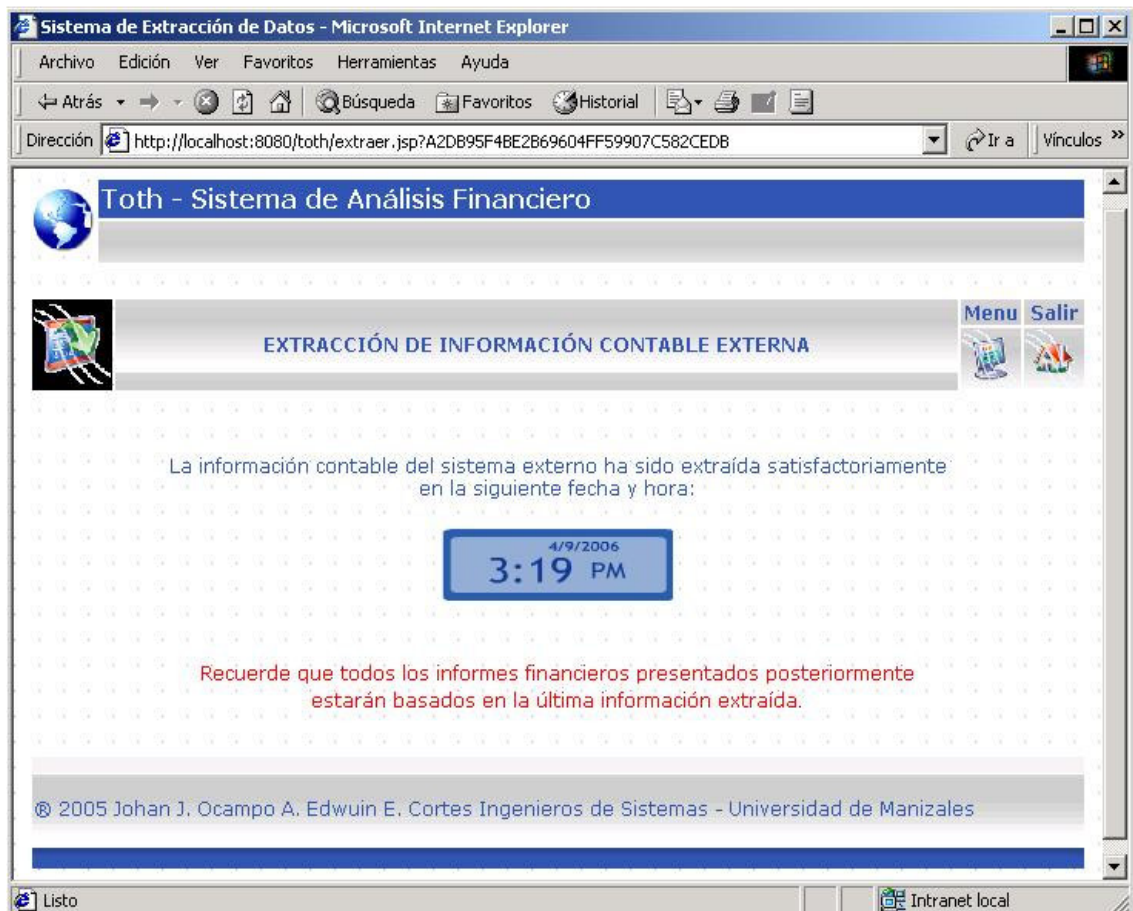 Sistema de Extracción de Datos - Microsoft Internet Explorer
Archivo Edición Ver Favoritos Herramientas Ayuda
Atrás Búsqueda Favoritos Historial
Dirección http://localhost:8080/toth/extraer.jsp?A2DB95F4BE2B69604FF59907C582CEDB Ir a Vínculos »
Toth - Sistema de Análisis Financiero
Menu Salir
EXTRACCIÓN DE INFORMACIÓN CONTABLE EXTERNA
La información contable del sistema externo ha sido extraída satisfactoriamente
en la siguiente fecha y hora:
4/9/2006
3:19 PM
Recuerde que todos los informes financieros presentados posteriormente
estarán basados en la última información extraída.
® 2005 Johan J. Ocampo A. Edwuin E. Cortes Ingenieros de Sistemas - Universidad de Manizales
Listo Intranet local